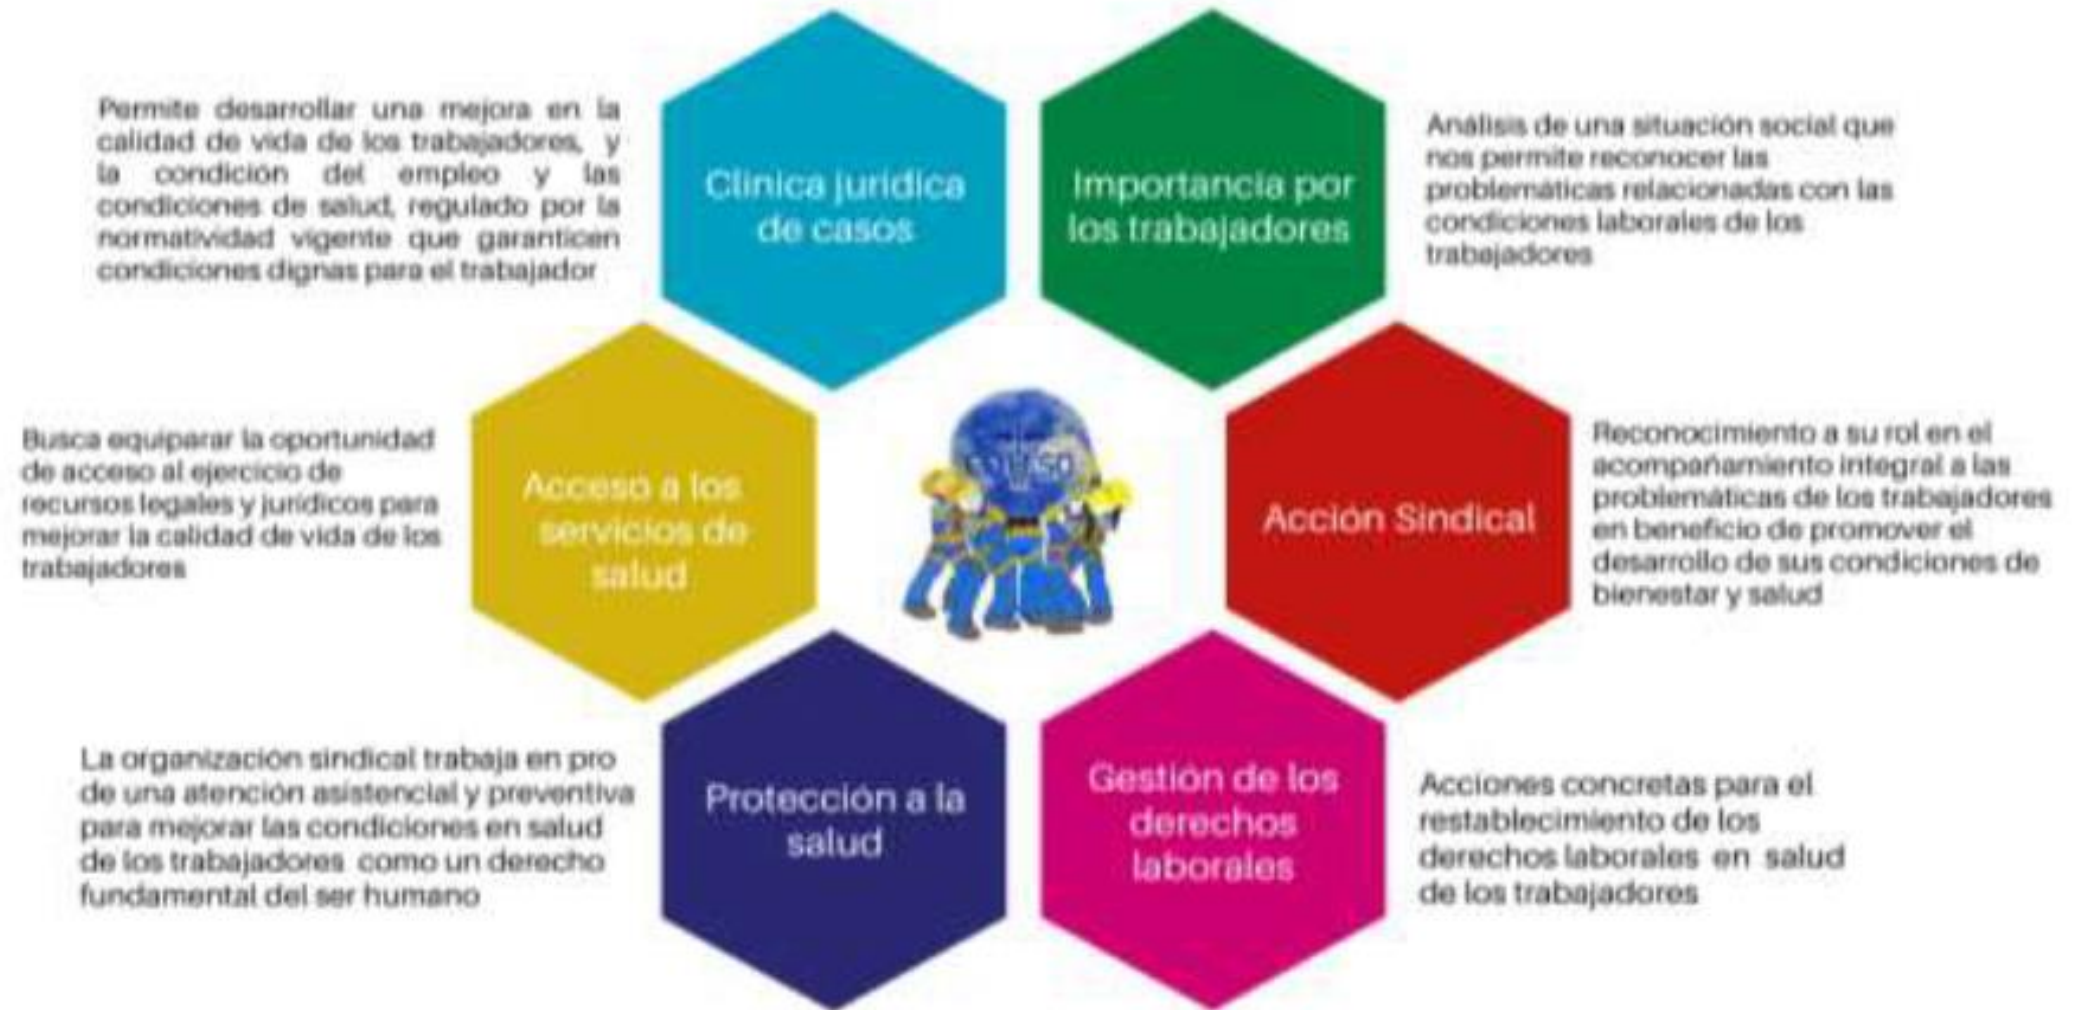 Permite desarrollar una mejora en la
calidad de vida de los trabajadores, y
la condición del empleo y las
condiciones de salud, regulado por la
normatividad vigente que garanticen
condiciones dignas para el trabajador
Clínica jurídica
de casos
Importancia por
los trabajadores
Análisis de una situación social que
nos permite reconocer las
problemáticas relacionadas con las
condiciones laborales de los
trabajadores
Busca equiparar la oportunidad
de acceso al ejercicio de
recursos legales y jurídicos para
mejorar la calidad de vida de los
trabajadores
Acceso a los
servicios de
salud
Acción Sindical
Reconocimiento a su rol en el
acompañamiento integral a las
problemáticas de los trabajadores
en beneficio de promover el
desarrollo de sus condiciones de
bienestar y salud
La organización sindical trabaja en pro
de una atención asistencial y preventiva
para mejorar las condiciones en salud
de los trabajadores como un derecho
fundamental del ser humano
Protección a la
salud
Gestión de los
derechos
laborales
Acciones concretas para el
restablecimiento de los
derechos laborales en salud
de los trabajadores